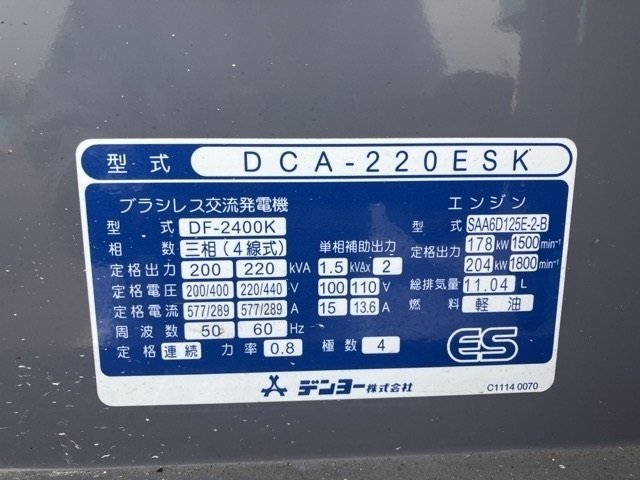 型式 DCA-220ESK
ブラシレス交流発電機
型式 DF-2400K
相数 三相(4線式) 単相補助出力
定格出力 200 220 kVA 1.5 kVA× 2
定格電圧 200/400 220/440 V 100 110 V
定格電流 577/289 577/289 A 15 13.6 A
周波数 50 60 Hz
定格 連続 力率 0.8 極数 4
エンジン
型式 SAA6D125E-2-B
定格出力 178 kW 1500 min⁻¹
204 kW 1800 min⁻¹
総排気量 11.04 L
燃料 軽油
ES
デンヨー株式会社
C1114 0070